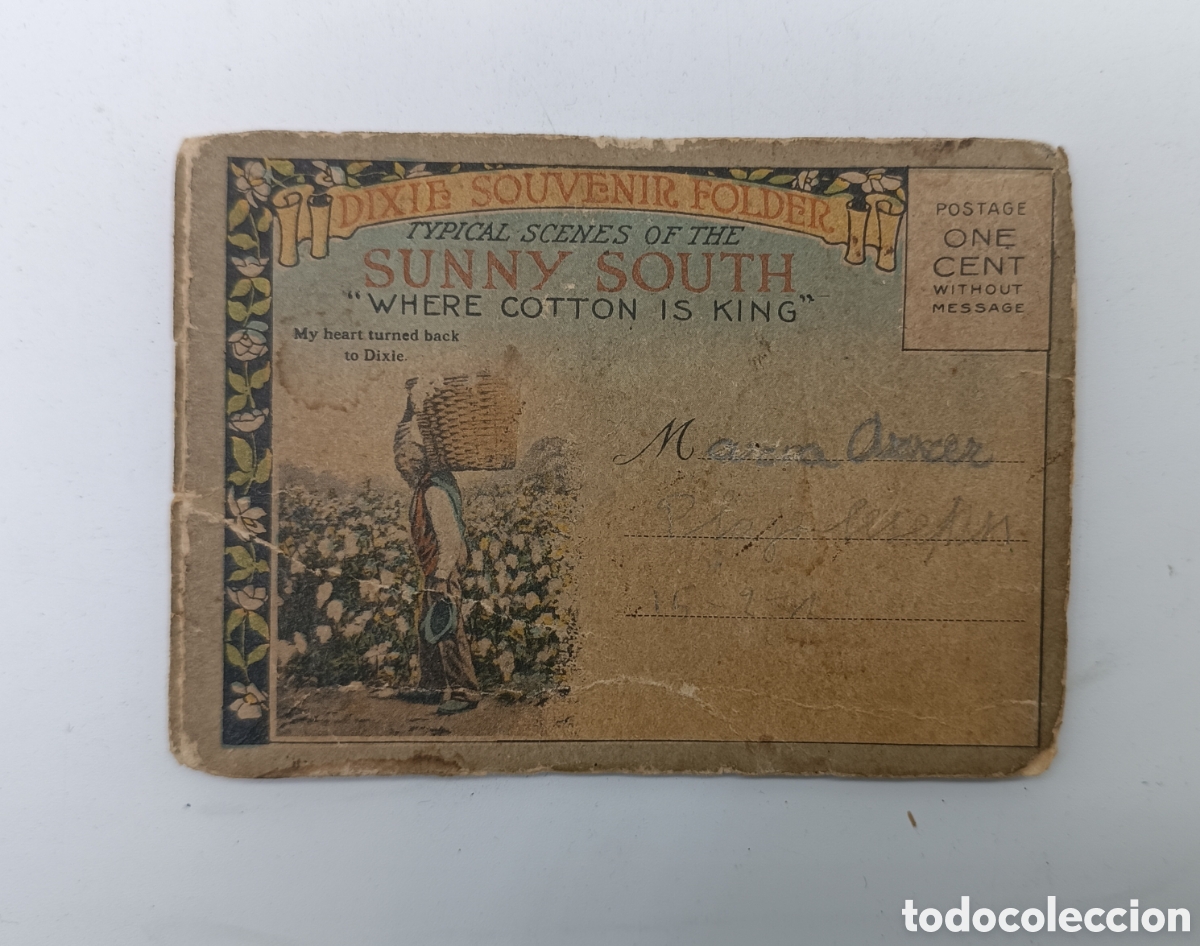 DIXIE SOUVENIR FOLDER
TYPICAL SCENES OF THE
SUNNY SOUTH
"WHERE COTTON IS KING"
My heart turned back
to Dixie.
POSTAGE
ONE
CENT
WITHOUT
MESSAGE
M
todocoleccion